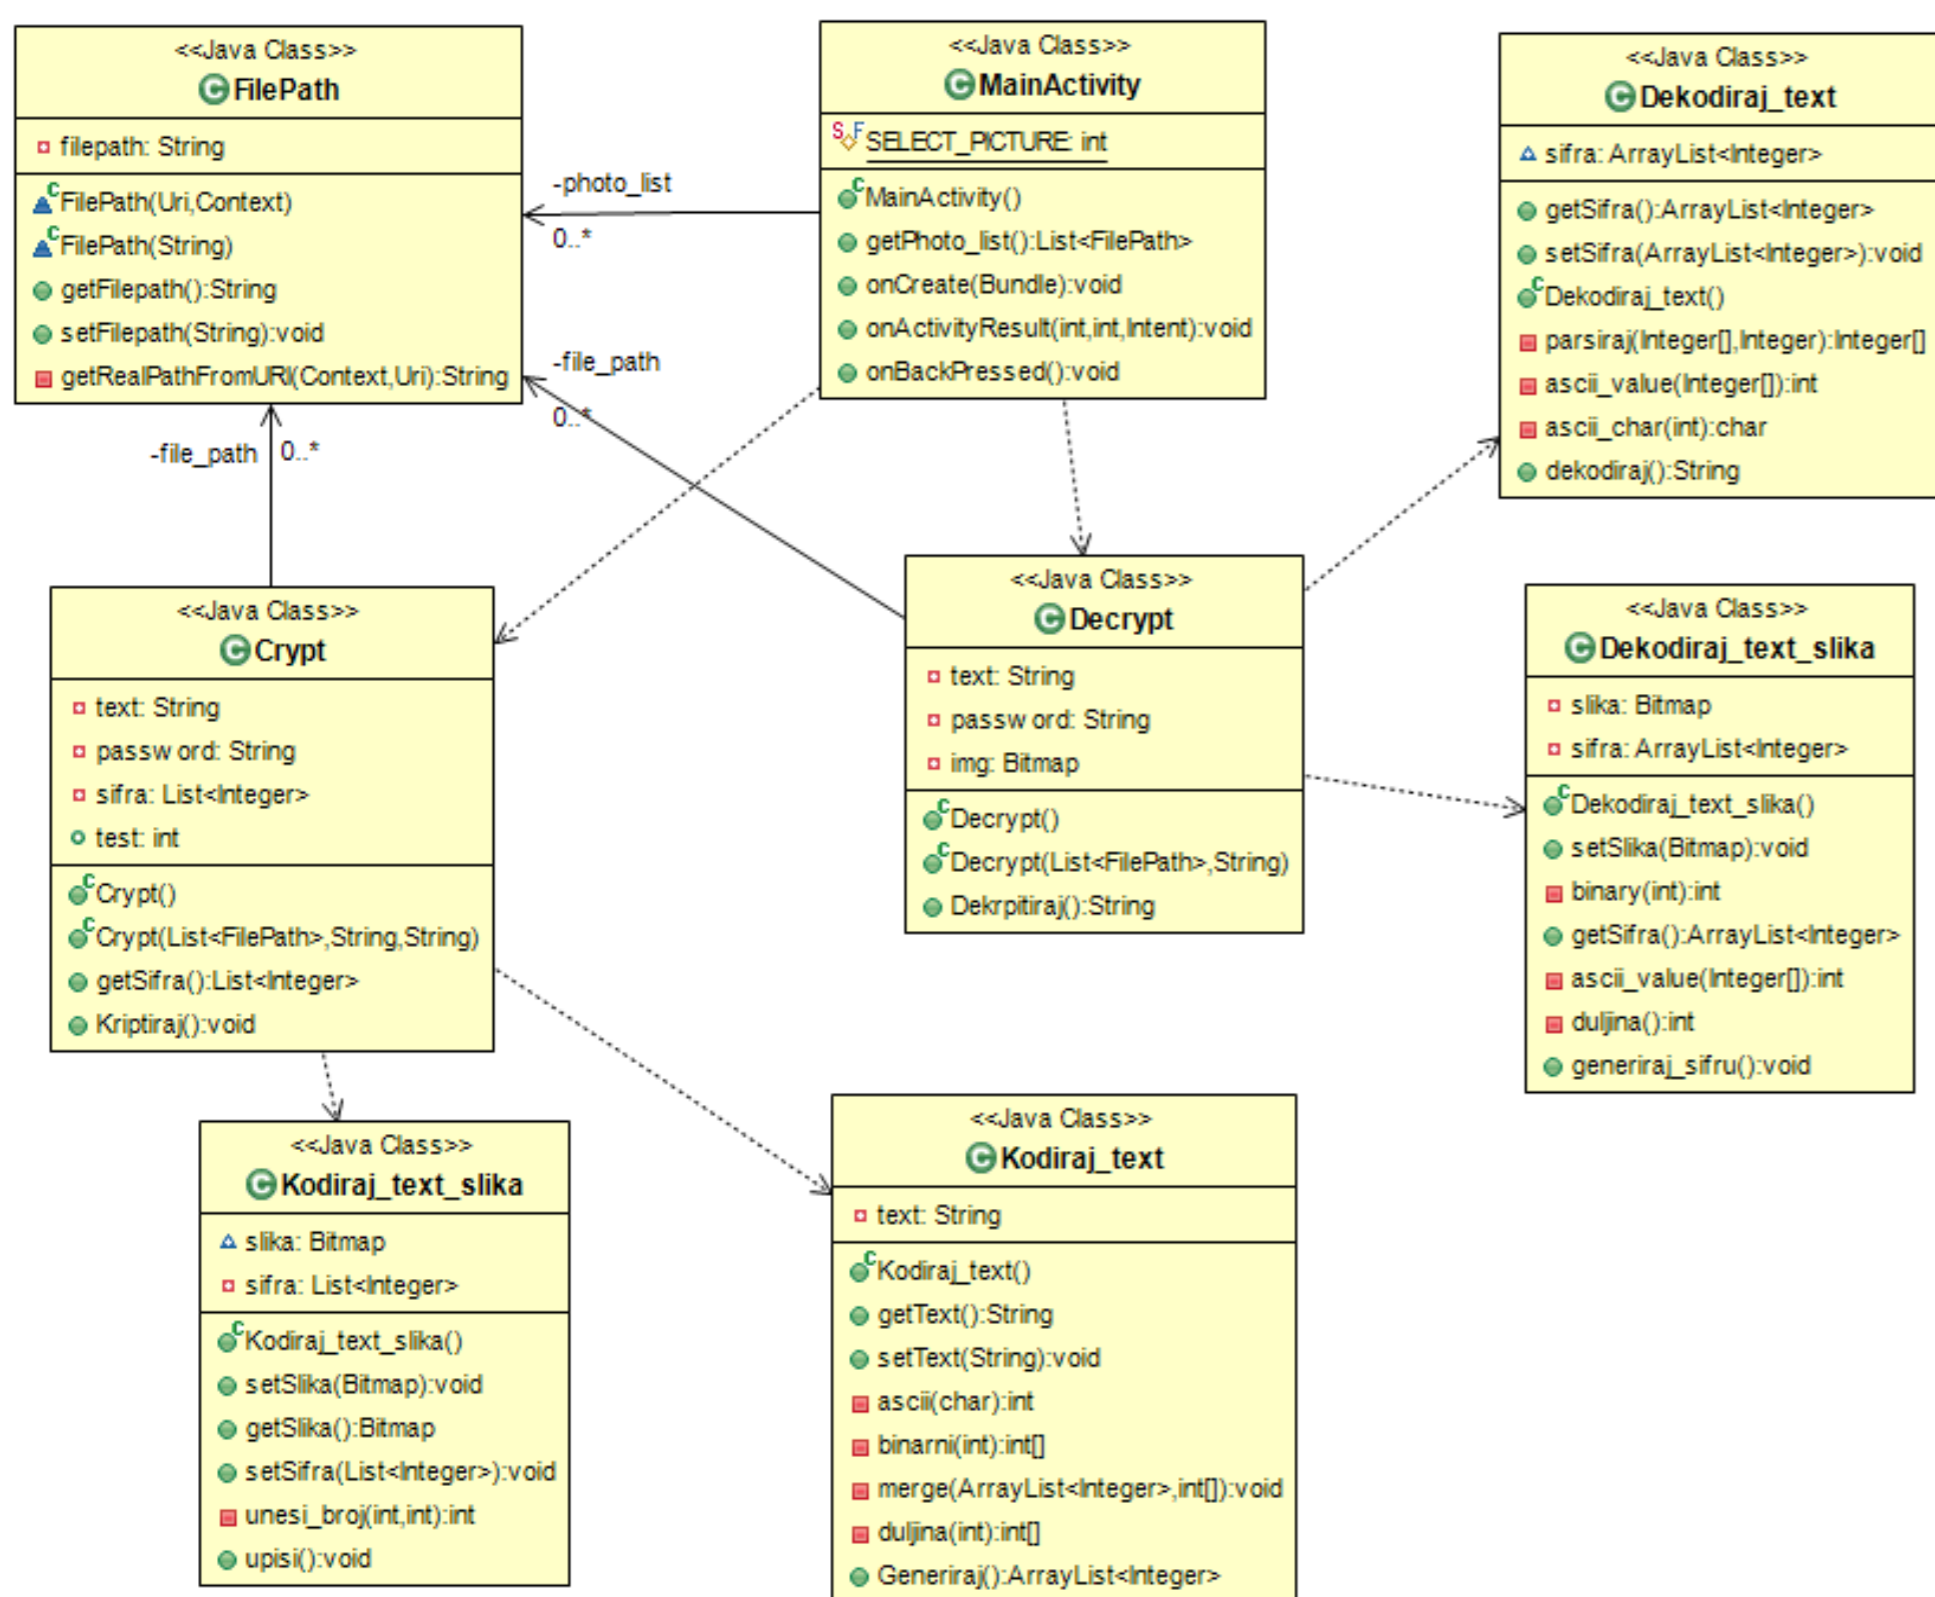 <<Java Class>>
FilePath
filepath: String
FilePath(Uri,Context)
FilePath(String)
getFilepath():String
setFilepath(String):void
getRealPathFromURI(Context,Uri):String
-photo_list
0..*
-file_path
0..*
-file_path
0..*
<<Java Class>>
MainActivity
SELECT_PICTURE: int
MainActivity()
getPhoto_list():List<FilePath>
onCreate(Bundle):void
onActivityResult(int,int,Intent):void
onBackPressed():void
<<Java Class>>
Dekodiraj_text
sifra: ArrayList<Integer>
getSifra():ArrayList<Integer>
setSifra(ArrayList<Integer>):void
Dekodiraj_text()
parsiraj(Integer[],Integer):Integer[]
ascii_value(Integer[]):int
ascii_char(int):char
dekodiraj():String
<<Java Class>>
Crypt
text: String
password: String
sifra: List<Integer>
test: int
Crypt()
Crypt(List<FilePath>,String,String)
getSifra():List<Integer>
Kriptiraj():void
<<Java Class>>
Decrypt
text: String
password: String
img: Bitmap
Decrypt()
Decrypt(List<FilePath>,String)
Dekrpitiraj():String
<<Java Class>>
Dekodiraj_text_slika
slika: Bitmap
sifra: ArrayList<Integer>
Dekodiraj_text_slika()
setSlika(Bitmap):void
binary(int):int
getSifra():ArrayList<Integer>
ascii_value(Integer[]):int
duljina():int
generiraj_sifru():void
<<Java Class>>
Kodiraj_text_slika
slika: Bitmap
sifra: List<Integer>
Kodiraj_text_slika()
setSlika(Bitmap):void
getSlika():Bitmap
setSifra(List<Integer>):void
unesi_broj(int,int):int
upisi():void
<<Java Class>>
Kodiraj_text
text: String
Kodiraj_text()
getText():String
setText(String):void
ascii(char):int
binarni(int):int[]
merge(ArrayList<Integer>,int[]):void
duljina(int):int[]
Generiraj():ArrayList<Integer>